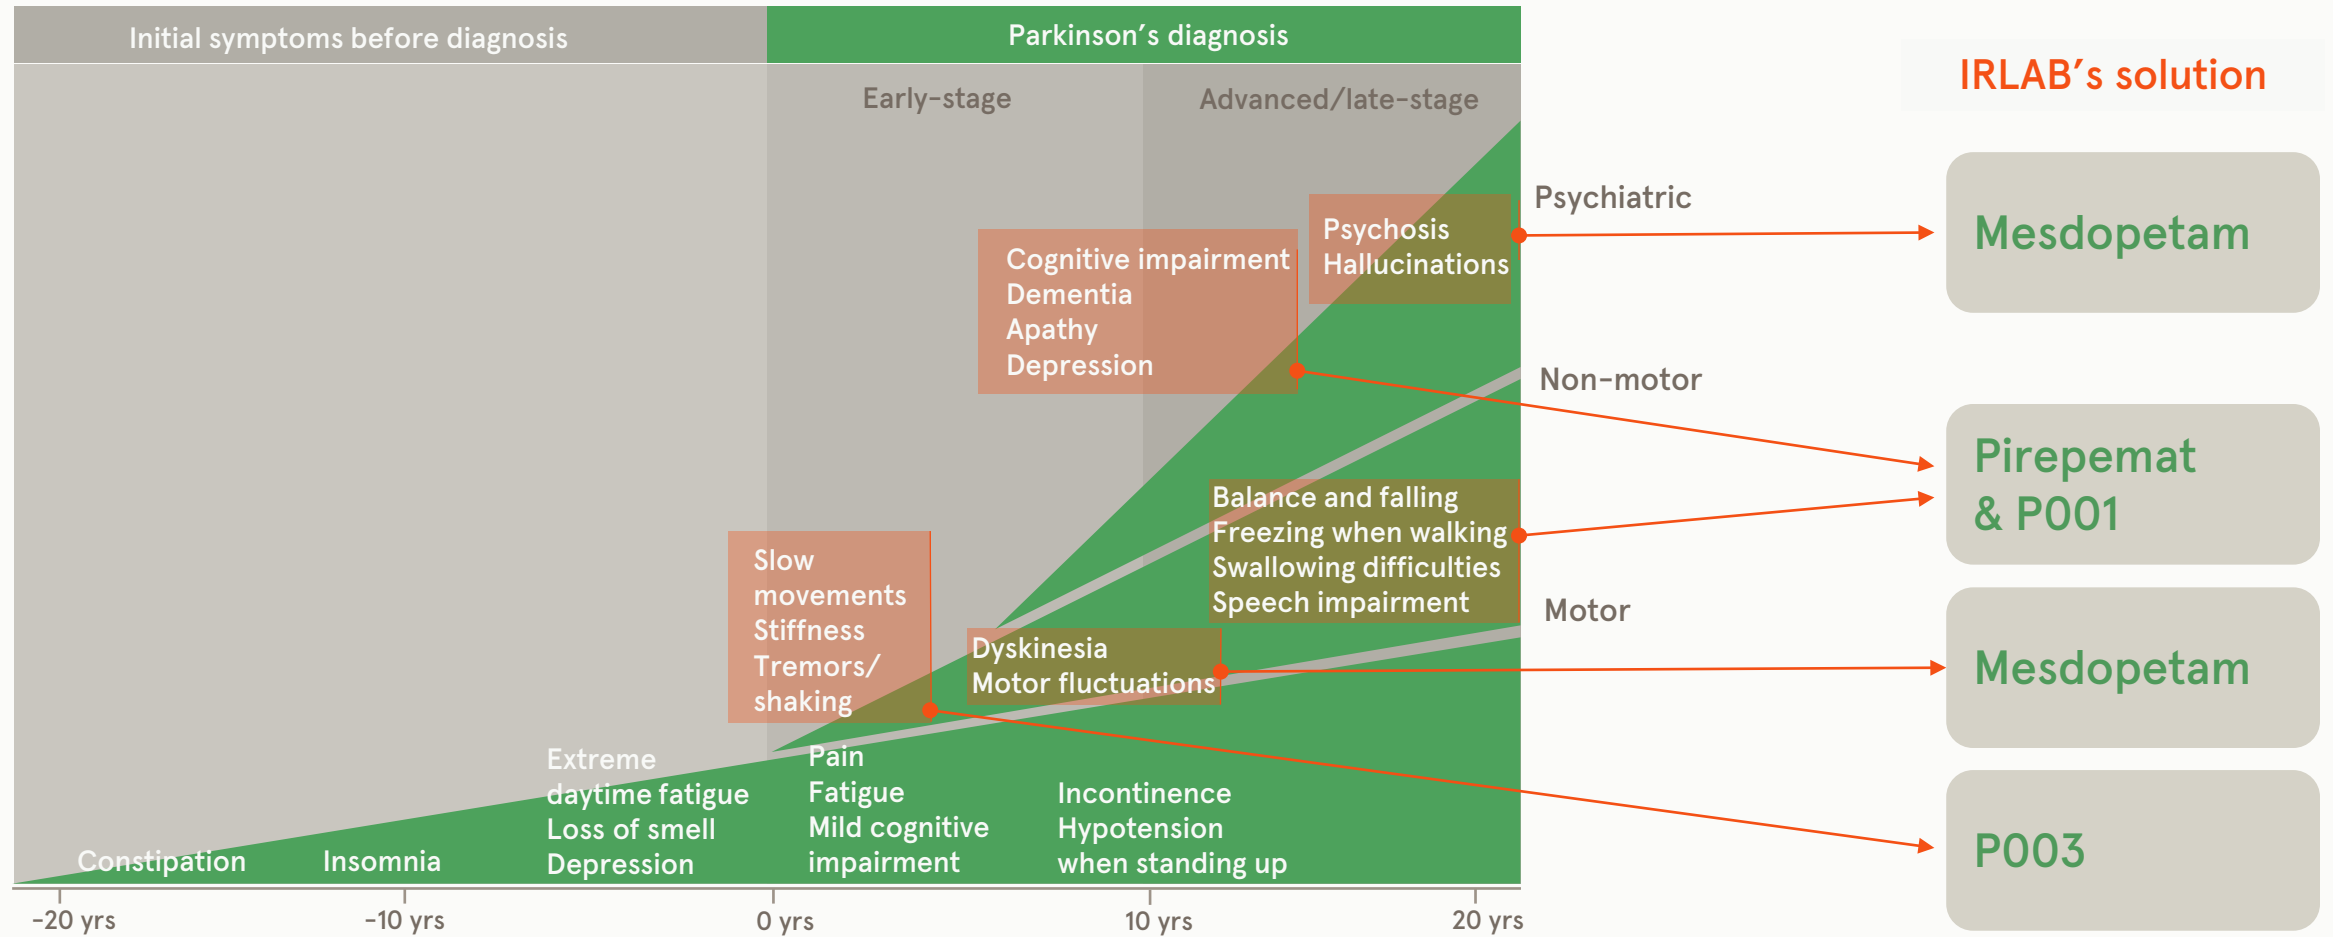 Initial symptoms before diagnosis
Parkinson’s diagnosis
Early-stage
Advanced/late-stage
IRLAB’s solution
Psychiatric
Psychosis
Hallucinations
Mesdopetam
Cognitive impairment
Dementia
Apathy
Depression
Non-motor
Pirepemat
& P001
Balance and falling
Freezing when walking
Swallowing difficulties
Speech impairment
Motor
Slow
movements
Stiffness
Tremors/
shaking
Dyskinesia
Motor fluctuations
Mesdopetam
Extreme
daytime fatigue
Loss of smell
Depression
Pain
Fatigue
Mild cognitive
impairment
Incontinence
Hypotension
when standing up
P003
Constipation
Insomnia
-20 yrs
-10 yrs
0 yrs
10 yrs
20 yrs